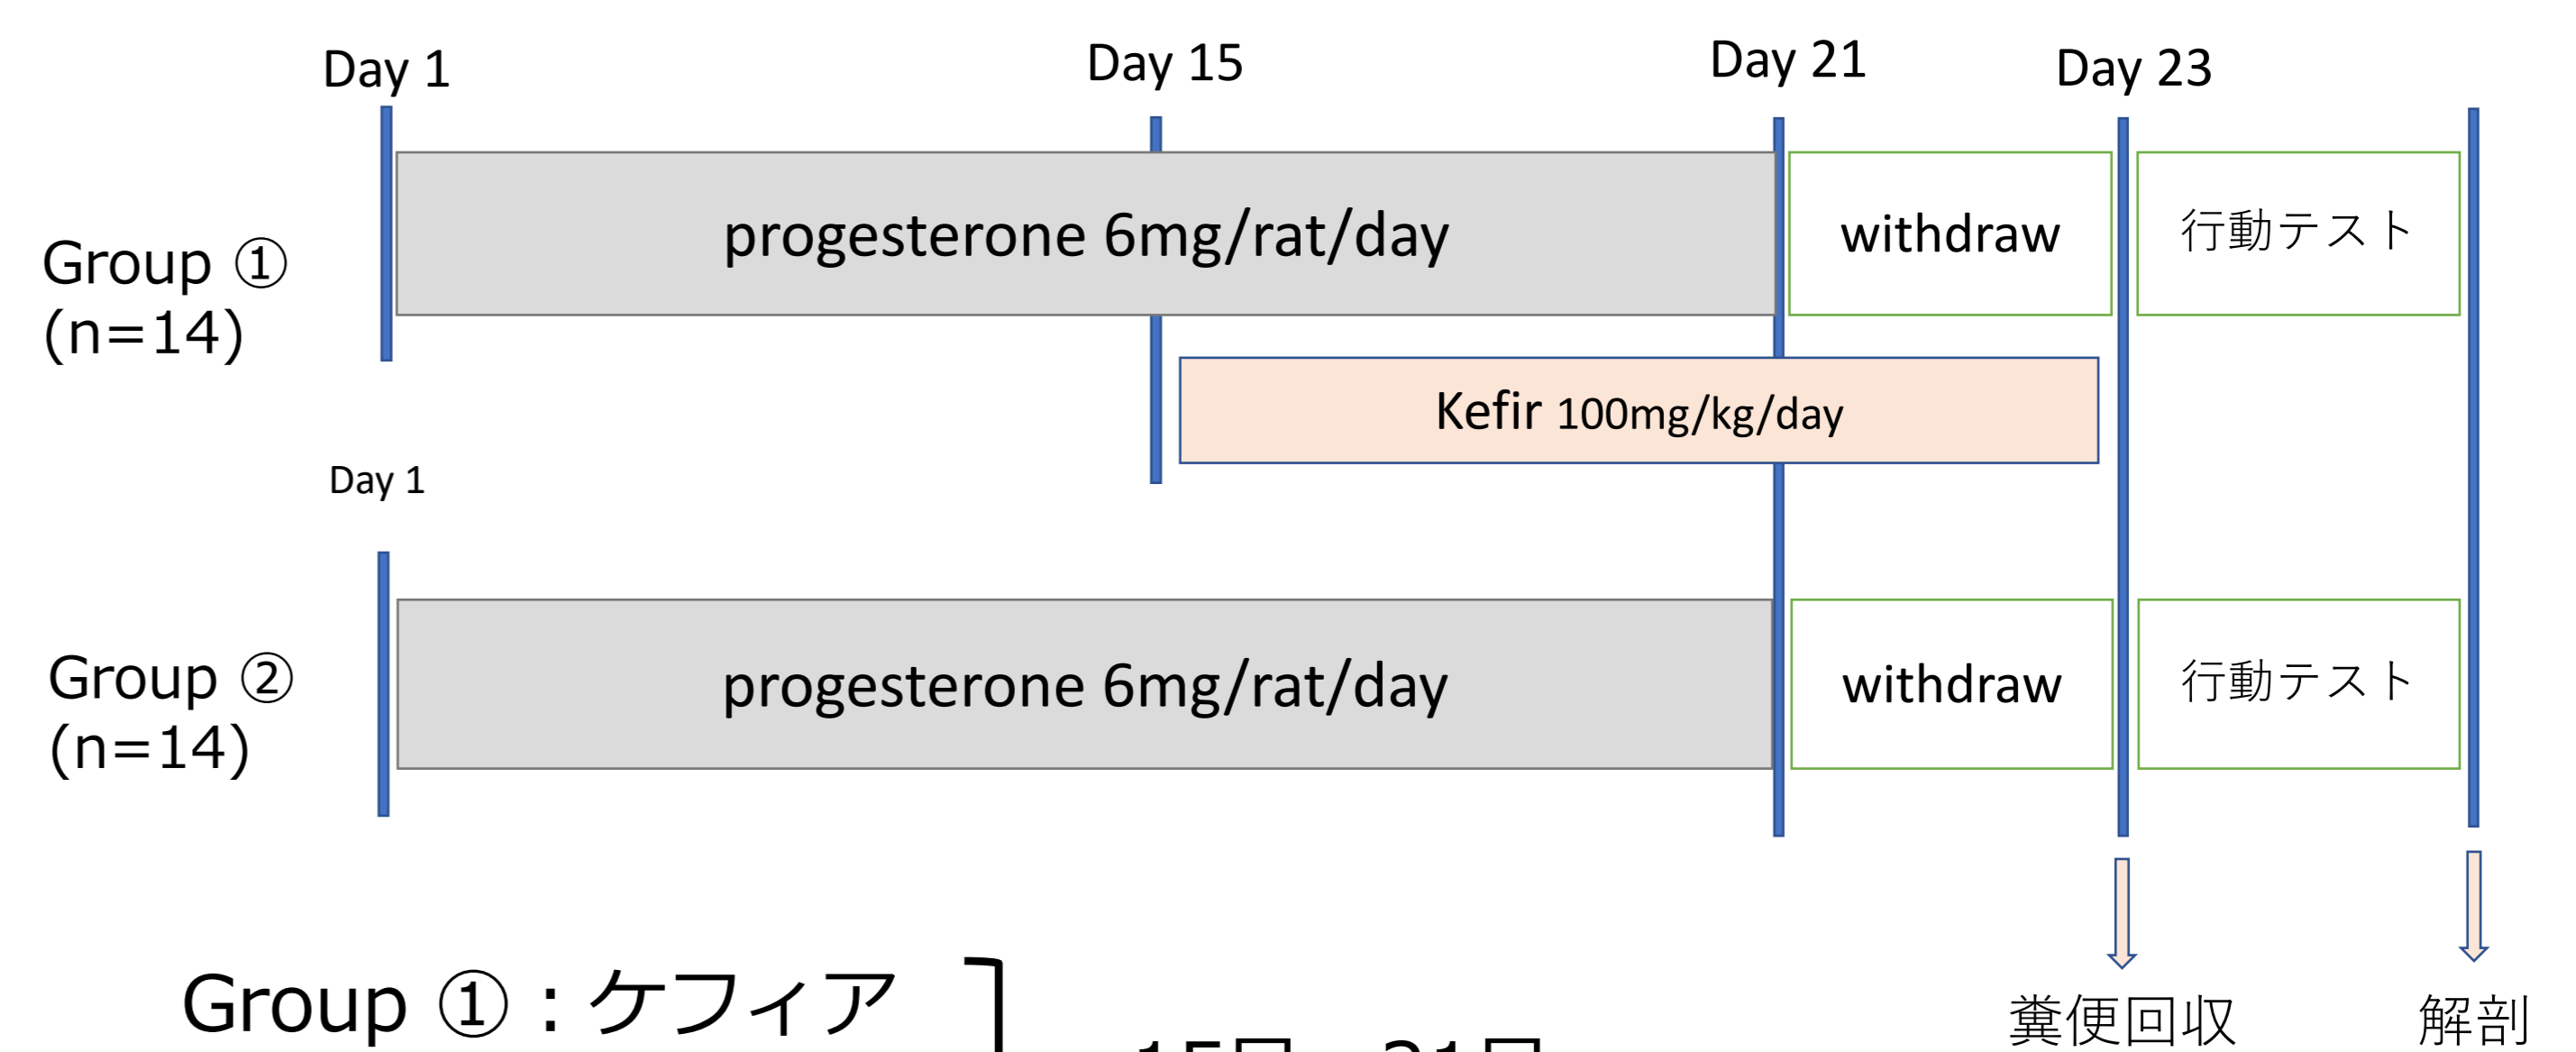 Day 1
Day 15
Day 21
Day 23
Group ①
(n=14)
progesterone 6mg/rat/day
withdraw
行動テスト
Kefir 100mg/kg/day
Day 1
Group ②
(n=14)
progesterone 6mg/rat/day
withdraw
行動テスト
糞便回収
解剖
Group ①：ケフィア